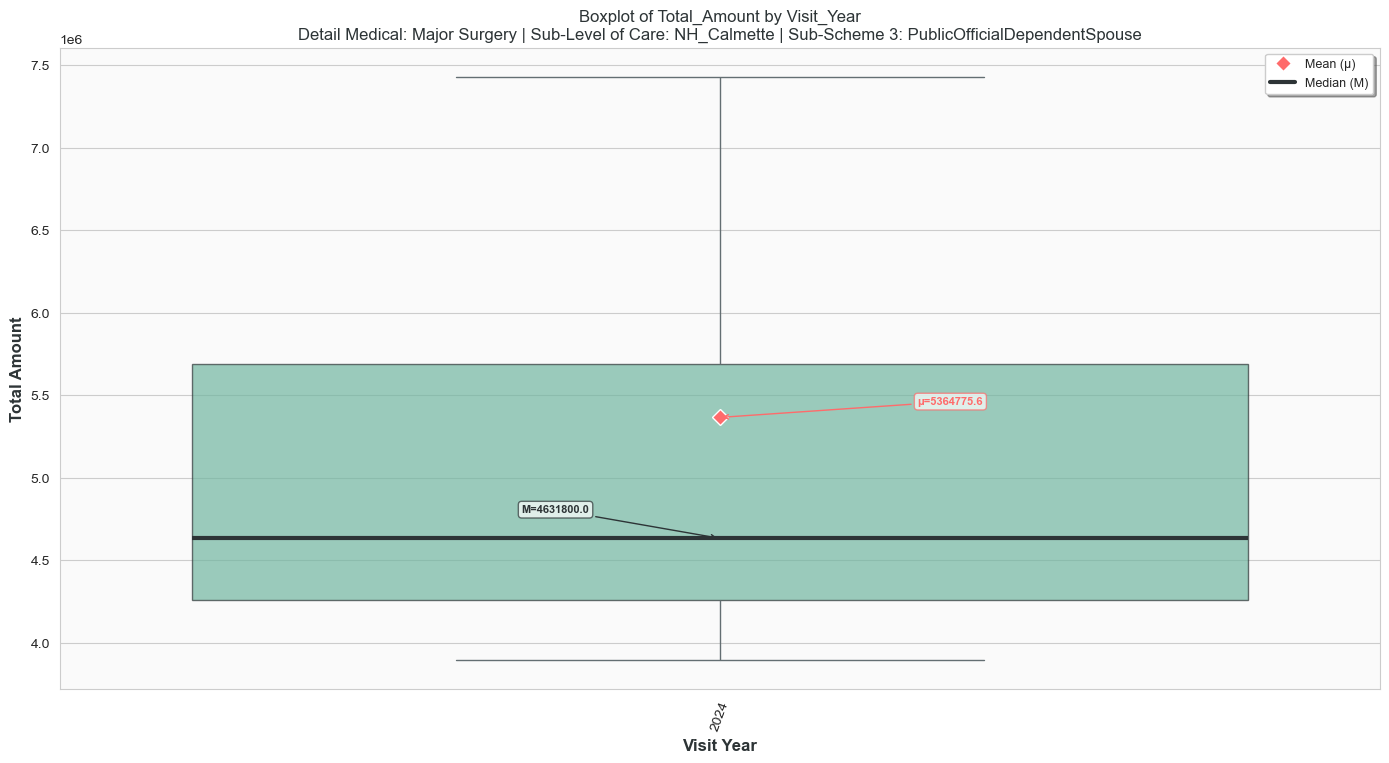 Boxplot of Total_Amount by Visit_Year
Detail Medical: Major Surgery | Sub-Level of Care: NH_Calmette | Sub-Scheme 3: PublicOfficialDependentSpouse
1e6
Mean (μ)
Median (M)
7.5
7.0
6.5
6.0
5.5
5.0
4.5
4.0
Total Amount
μ=5364775.6
M=4631800.0
2024
Visit Year